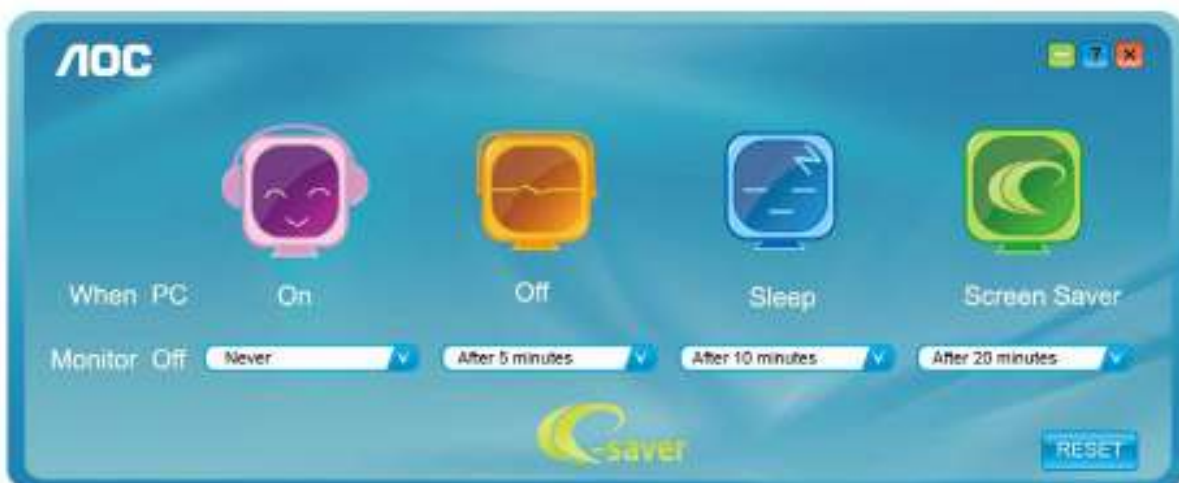 AOC
?
When PC On Off Sleep Screen Saver
Monitor Off Never After 5 minutes After 10 minutes After 20 minutes
e-saver
RESET